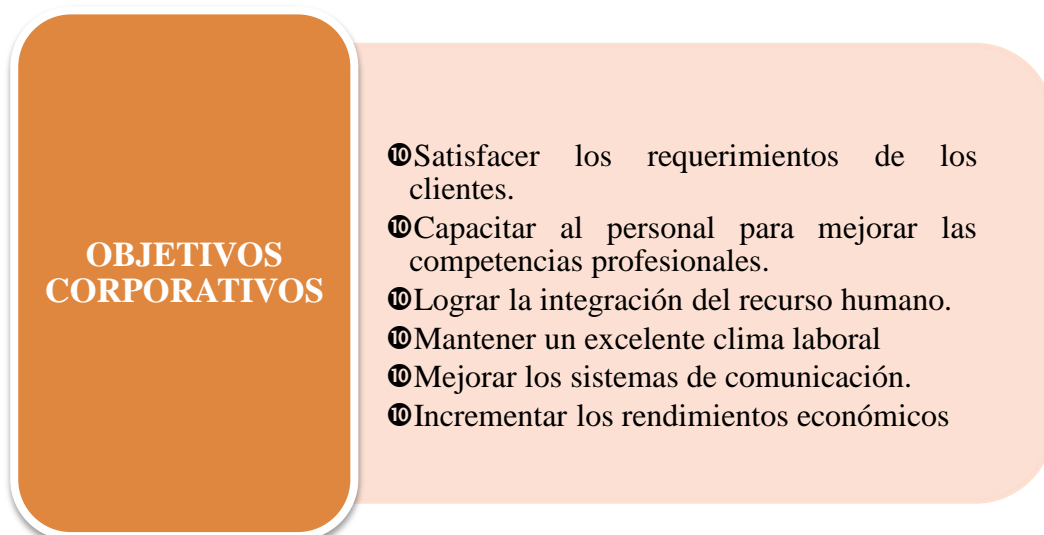 OBJETIVOS
CORPORATIVOS
❿Satisfacer los requerimientos de los
clientes.
❿Capacitar al personal para mejorar las
competencias profesionales.
❿Lograr la integración del recurso humano.
❿Mantener un excelente clima laboral
❿Mejorar los sistemas de comunicación.
❿Incrementar los rendimientos económicos